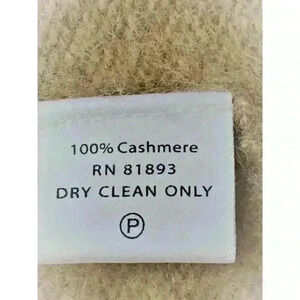 100% Cashmere
RN 81893
DRY CLEAN ONLY
P